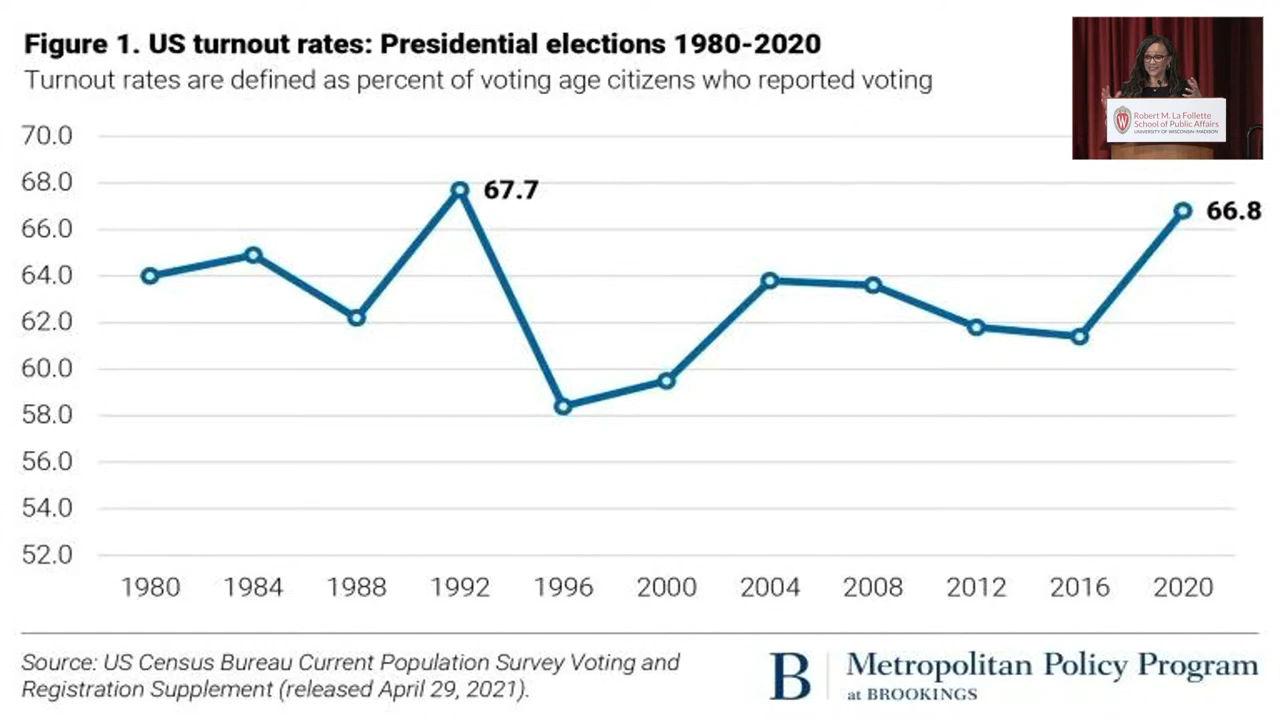 Figure 1. US turnout rates: Presidential elections 1980-2020
Turnout rates are defined as percent of voting age citizens who reported voting
Robert M. La Follette
School of Public Affairs
UNIVERSITY OF WISCONSIN–MADISON
70.0
68.0
66.0
64.0
62.0
60.0
58.0
56.0
54.0
52.0
67.7
66.8
1980 1984 1988 1992 1996 2000 2004 2008 2012 2016 2020
Source: US Census Bureau Current Population Survey Voting and
Registration Supplement (released April 29, 2021).
B
Metropolitan Policy Program
at BROOKINGS